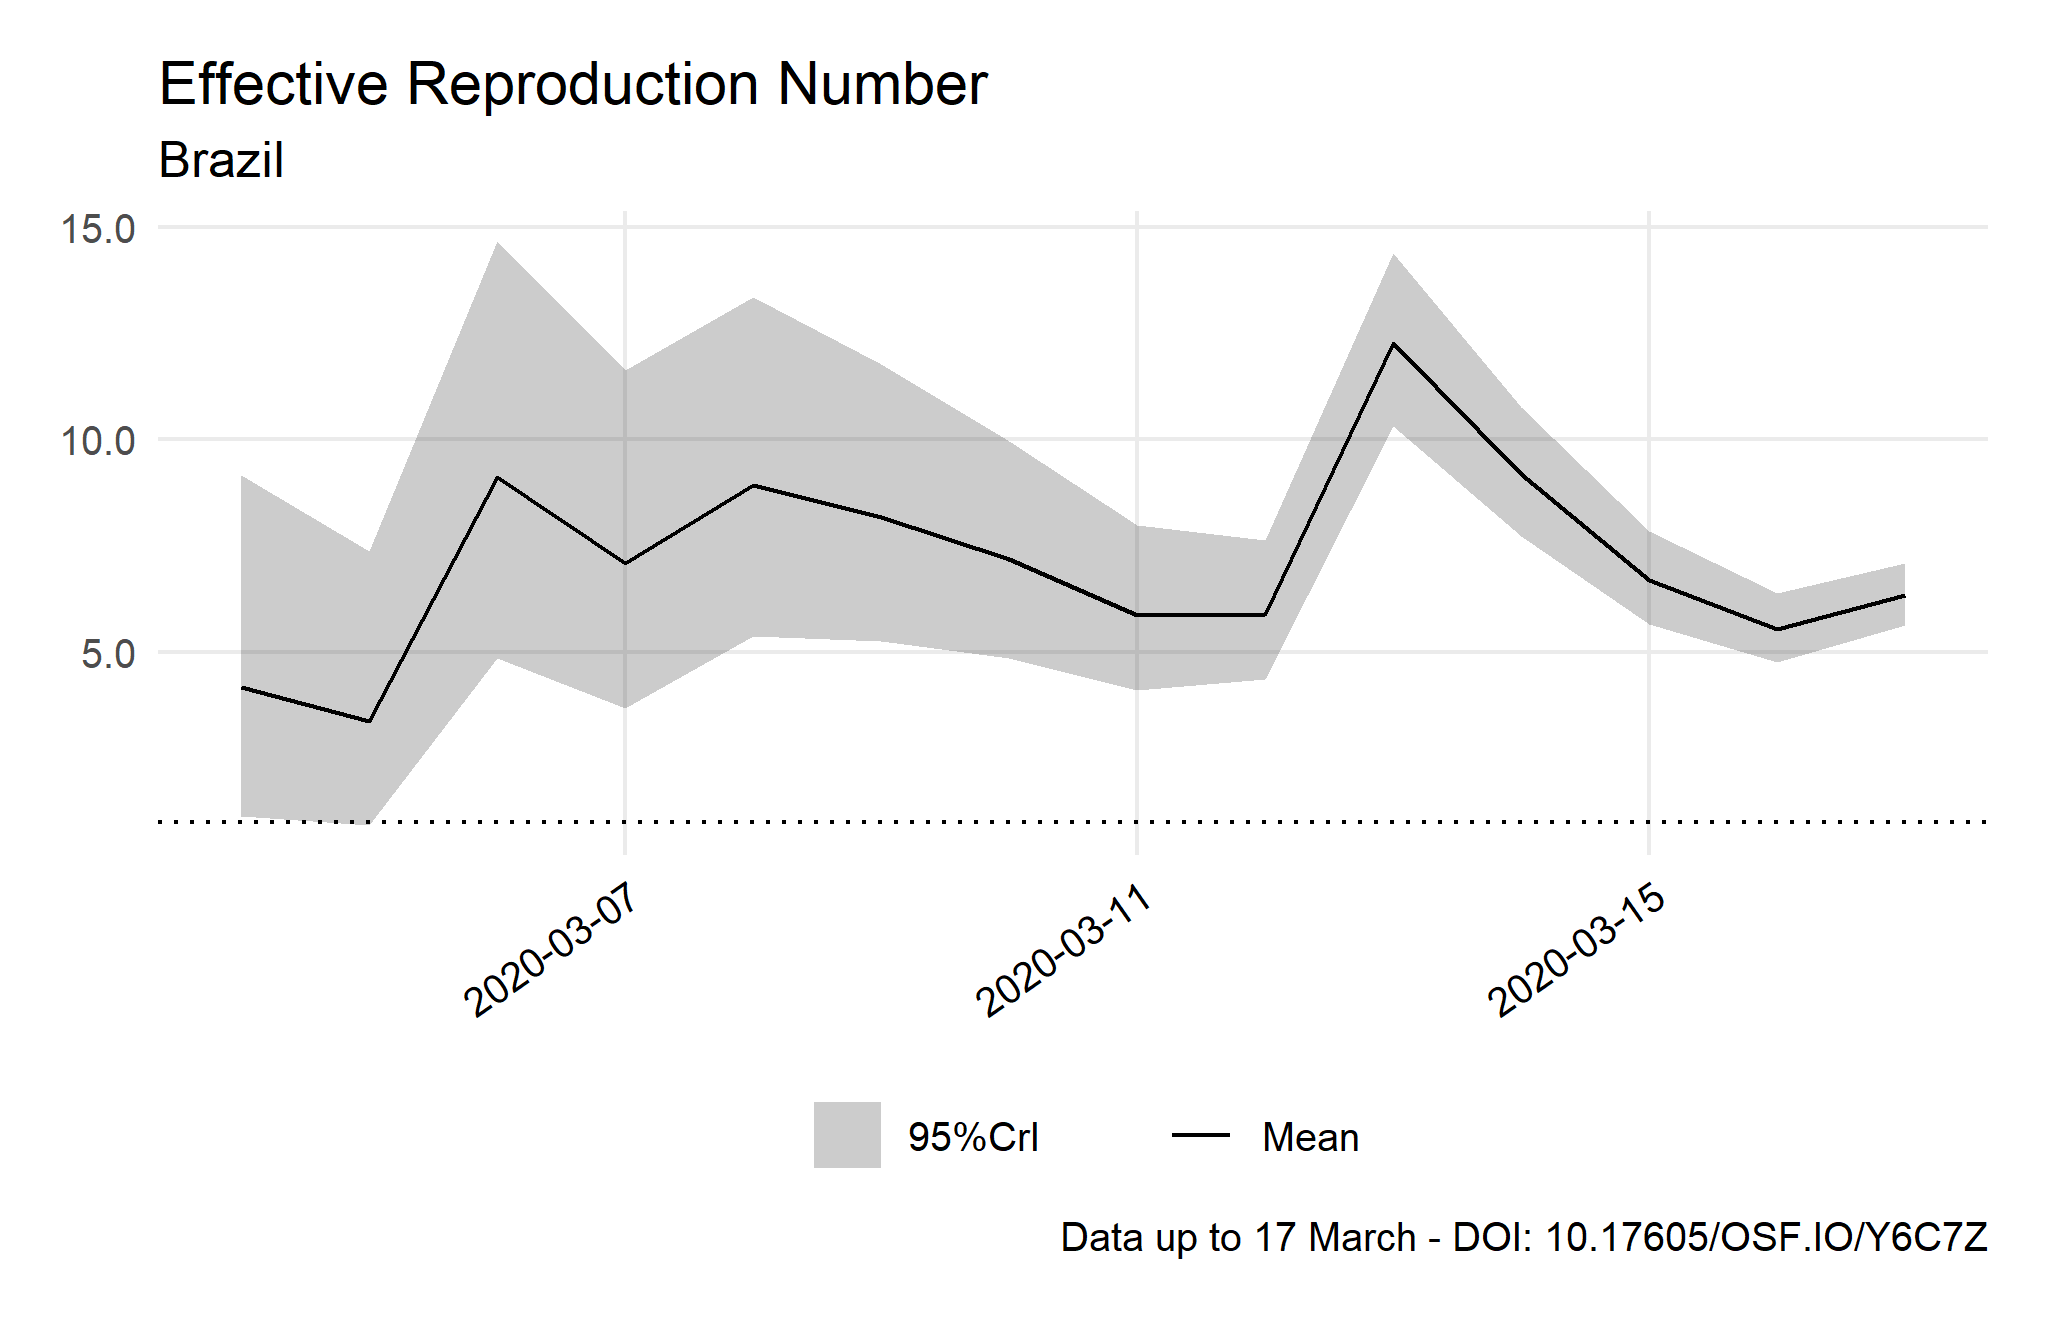 Effective Reproduction Number
Brazil
15.0
10.0
5.0
2020-03-07
2020-03-11
2020-03-15
95%CrI
Mean
Data up to 17 March - DOI: 10.17605/OSF.IO/Y6C7Z